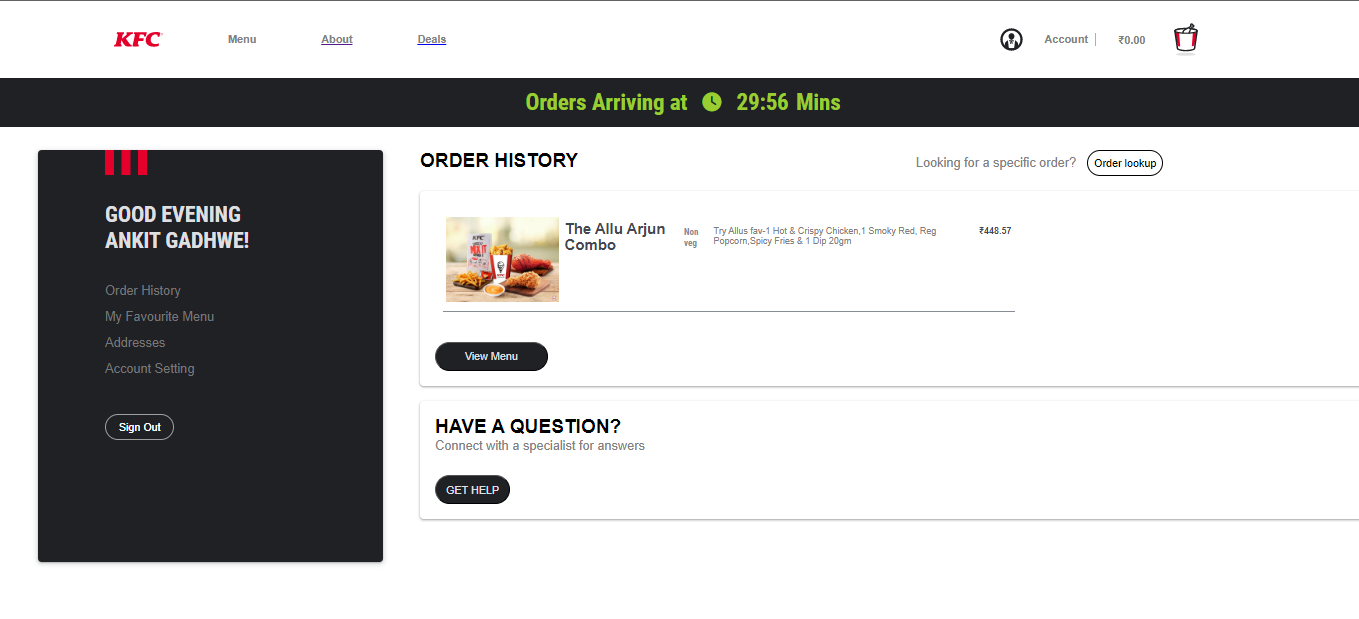 KFC
Menu
About
Deals
Account
₹0.00
Orders Arriving at 29:56 Mins
GOOD EVENING
ANKIT GADHWE!
Order History
My Favourite Menu
Addresses
Account Setting
Sign Out
ORDER HISTORY
Looking for a specific order?
Order lookup
KFC
The Allu Arjun
Combo
Non
veg
Try Allus fav-1 Hot & Crispy Chicken,1 Smoky Red, Reg
Popcorn,Spicy Fries & 1 Dip 20gm
₹448.57
View Menu
HAVE A QUESTION?
Connect with a specialist for answers
GET HELP